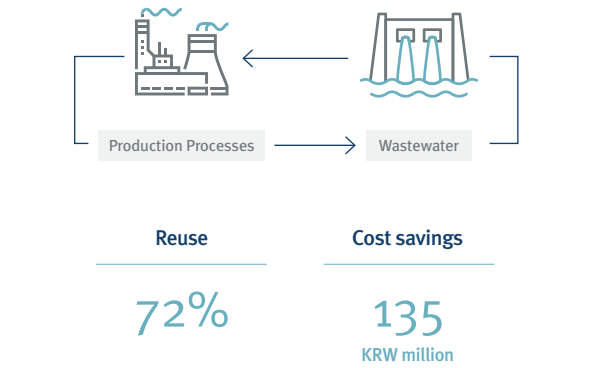 Production Processes
Wastewater
Reuse
Cost savings
72%
135
KRW million